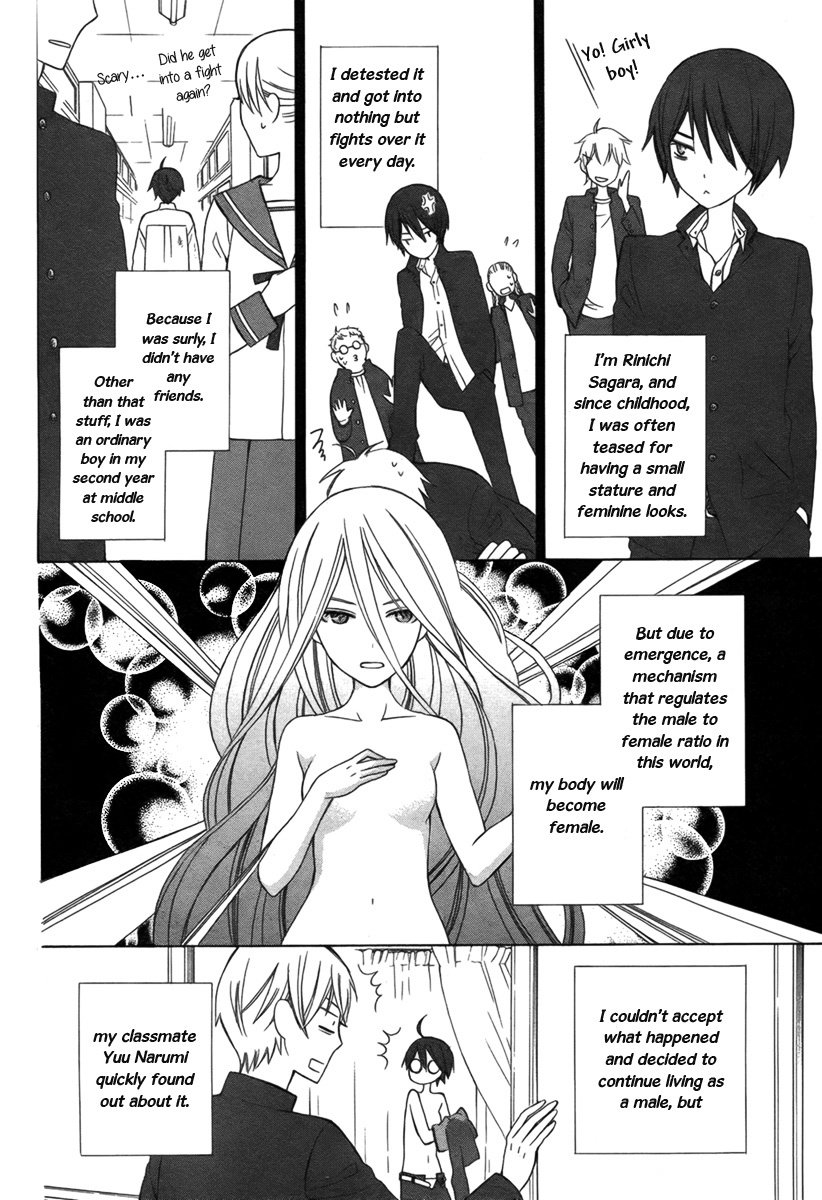 Yo! Girly
boy!
I'm Rinichi
Sagara, and
since childhood,
I was often
teased for
having a small
stature and
feminine looks.
I detested it
and got into
nothing but
fights over it
every day.
Did he get
into a fight
again?
Scary...
Because I
was surly, I
didn't have
any
friends.
Other
than that
stuff, I was
an ordinary
boy in my
second year
at middle
school.
But due to
emergence, a
mechanism
that regulates
the male to
female ratio in
this world,
my body will
become
female.
I couldn't accept
what happened
and decided to
continue living as
a male, but
my classmate
Yuu Narumi
quickly found
out about it.